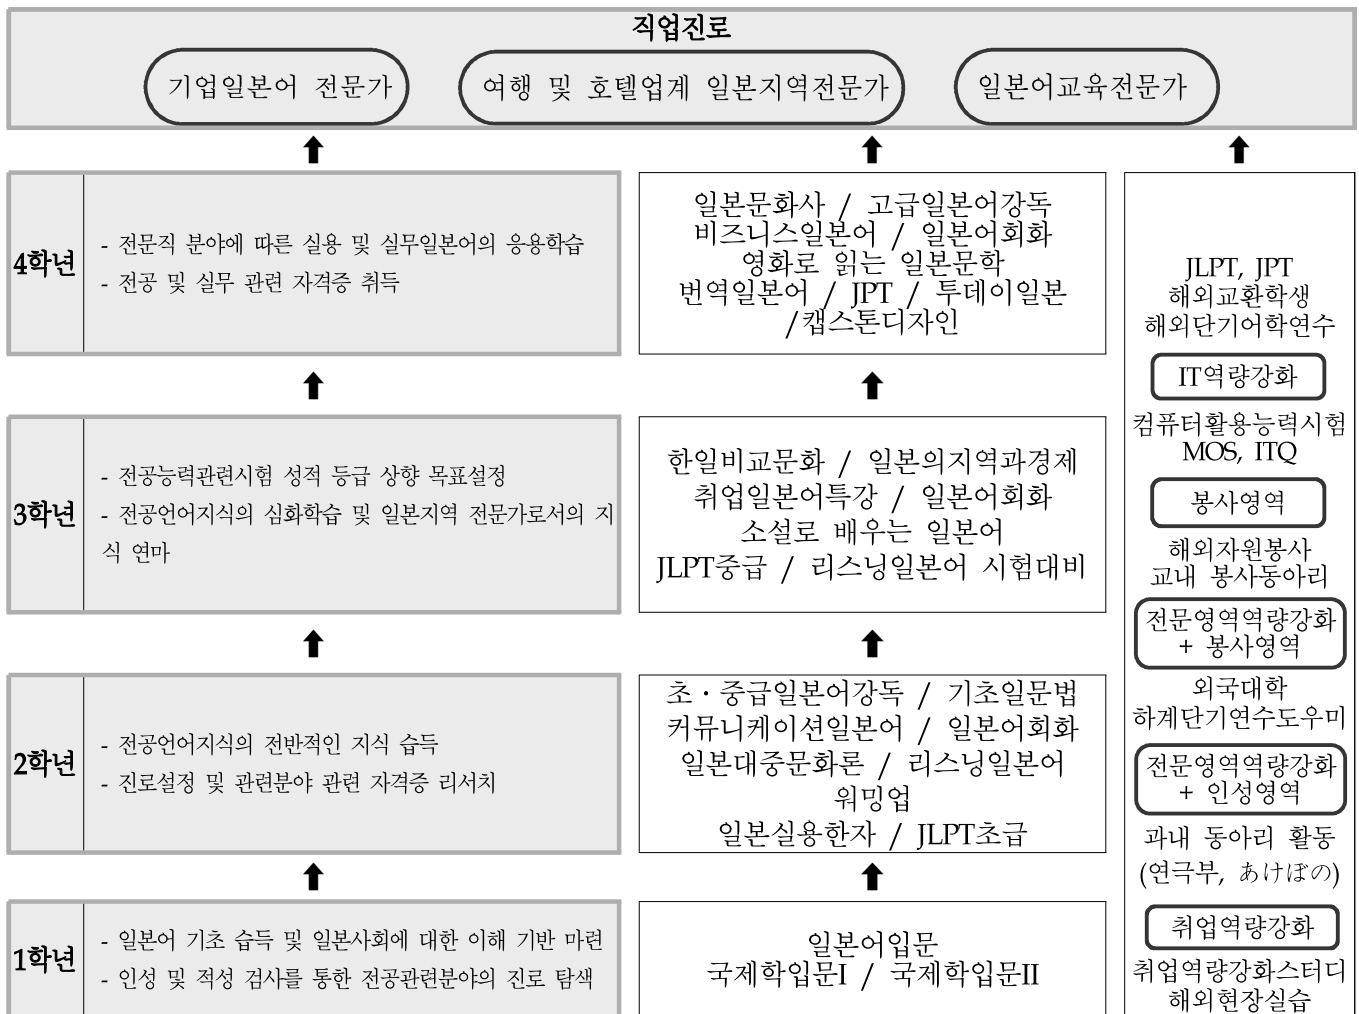 직업진로
기업일본어 전문가
여행 및 호텔업계 일본지역전문가
일본어교육전문가
4학년
- 전문직 분야에 따른 실용 및 실무일본어의 응용학습
- 전공 및 실무 관련 자격증 취득
일본문화사 / 고급일본어강독
비즈니스일본어 / 일본어회화
영화로 읽는 일본문학
번역일본어 / JPT / 투데이일본
/캡스톤디자인
3학년
- 전공능력관련시험 성적 등급 상향 목표설정
- 전공언어지식의 심화학습 및 일본지역 전문가로서의 지
식 연마
한일비교문화 / 일본의지역과경제
취업일본어특강 / 일본어회화
소설로 배우는 일본어
JLPT중급 / 리스닝일본어 시험대비
2학년
- 전공언어지식의 전반적인 지식 습득
- 진로설정 및 관련분야 관련 자격증 리서치
초·중급일본어강독 / 기초일문법
커뮤니케이션일본어 / 일본어회화
일본대중문화론 / 리스닝일본어
워밍업
일본실용한자 / JLPT초급
1학년
- 일본어 기초 습득 및 일본사회에 대한 이해 기반 마련
- 인성 및 적성 검사를 통한 전공관련분야의 진로 탐색
일본어입문
국제학입문I / 국제학입문II
JLPT, JPT
해외교환학생
해외단기어학연수
IT역량강화
컴퓨터활용능력시험
MOS, ITQ
봉사영역
해외자원봉사
교내 봉사동아리
전문영역역량강화
+ 봉사영역
외국대학
하계단기연수도우미
전문영역역량강화
+ 인성영역
과내 동아리 활동
(연극부, あけぼの)
취업역량강화
취업역량강화스터디
해외현장실습